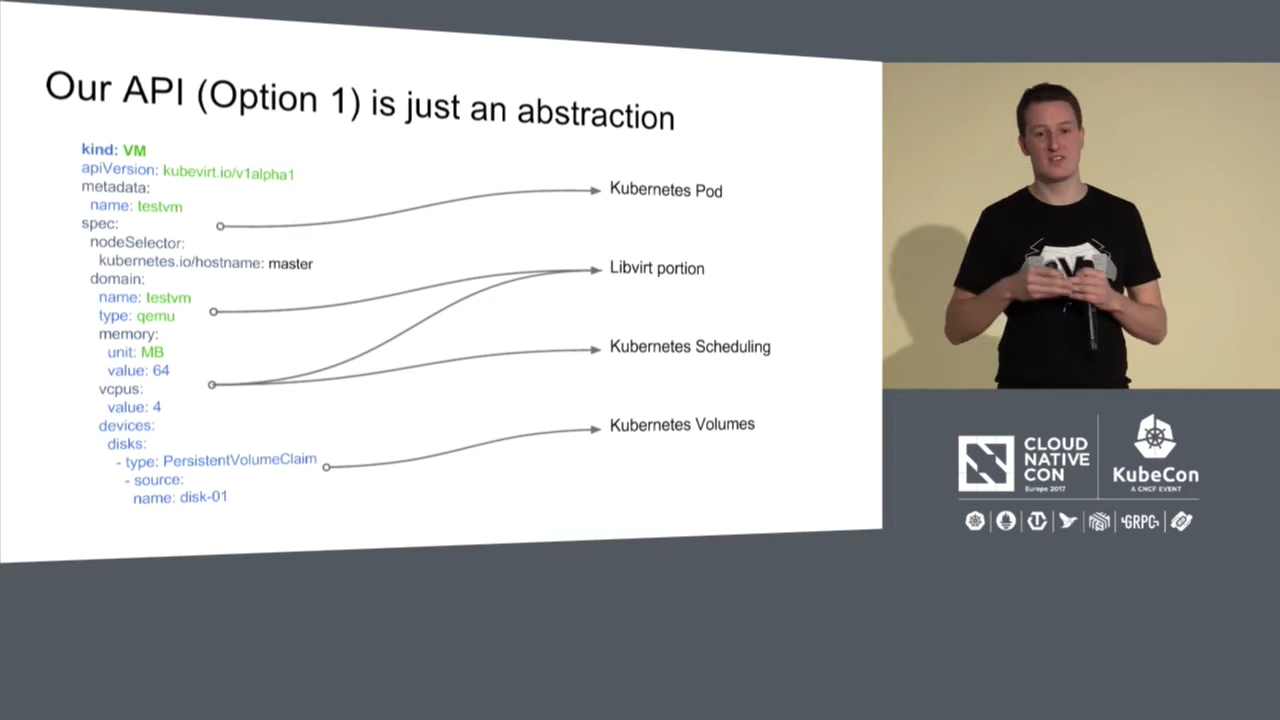 Our API (Option 1) is just an abstraction
kind: VM
apiVersion: kubevirt.io/v1alpha1
metadata:
name: testvm
spec:
nodeSelector:
kubernetes.io/hostname: master
domain:
name: testvm
type: qemu
memory:
unit: MB
value: 64
vcpus:
value: 4
devices:
disks:
- type: PersistentVolumeClaim
- source:
name: disk-01
Kubernetes Pod
Libvirt portion
Kubernetes Scheduling
Kubernetes Volumes
CLOUD
NATIVE
CON
Europe 2017
KubeCon
A CNCF EVENT
GRPC